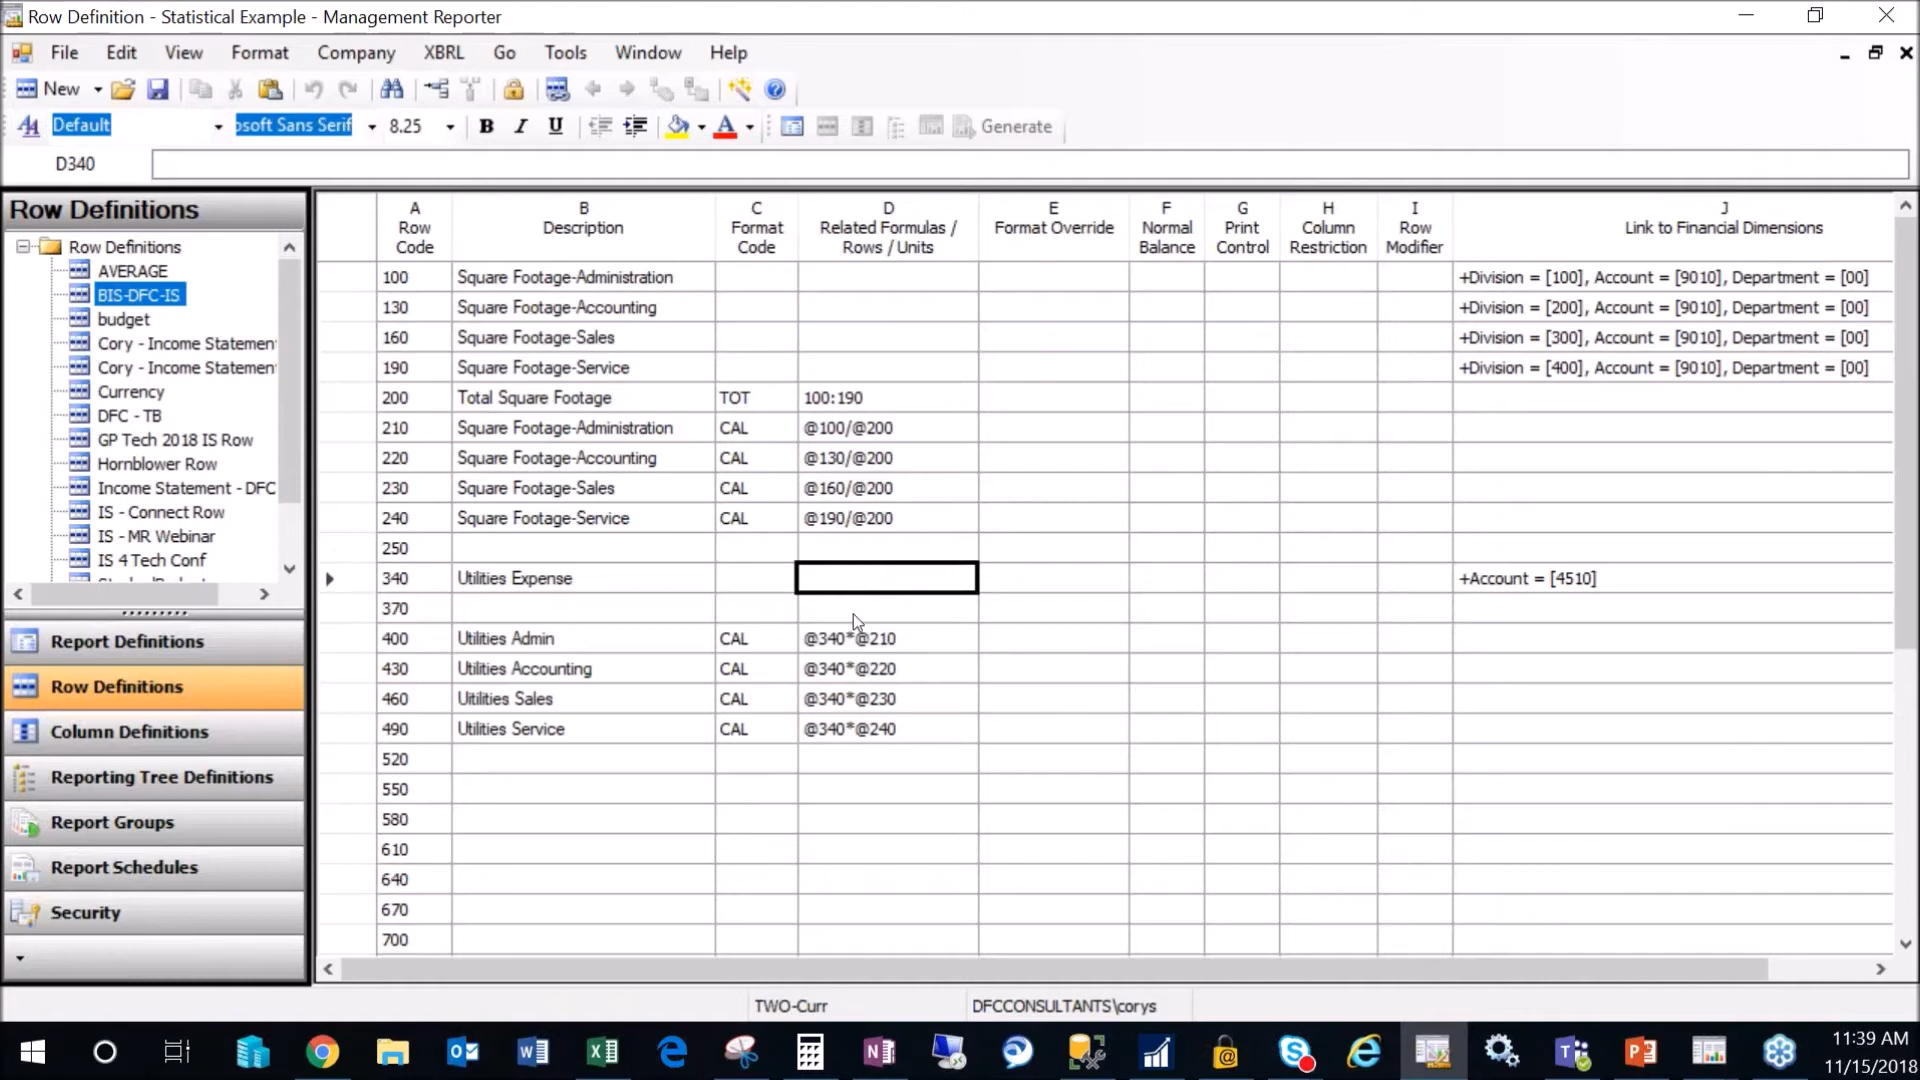 Row Definition - Statistical Example - Management Reporter
File Edit View Format Company XBRL Go Tools Window Help
New
Default osoft Sans Serif 8.25 B I U A Generate
D340
Row Definitions
Row Definitions
AVERAGE
BIS-DFC-IS
budget
Cory - Income Statemen
Cory - Income Statemen
Currency
DFC - TB
GP Tech 2018 IS Row
Hornblower Row
Income Statement - DFC
IS - Connect Row
IS - MR Webinar
IS 4 Tech Conf
Report Definitions
Row Definitions
Column Definitions
Reporting Tree Definitions
Report Groups
Report Schedules
Security
A B C D E F G H I J
Row Code Description Format Code Related Formulas / Rows / Units Format Override Normal Balance Print Control Column Restriction Row Modifier Link to Financial Dimensions
100 Square Footage-Administration +Division = [100], Account = [9010], Department = [00]
130 Square Footage-Accounting +Division = [200], Account = [9010], Department = [00]
160 Square Footage-Sales +Division = [300], Account = [9010], Department = [00]
190 Square Footage-Service +Division = [400], Account = [9010], Department = [00]
200 Total Square Footage TOT 100:190
210 Square Footage-Administration CAL @100/@200
220 Square Footage-Accounting CAL @130/@200
230 Square Footage-Sales CAL @160/@200
240 Square Footage-Service CAL @190/@200
250
340 Utilities Expense +Account = [4510]
370
400 Utilities Admin CAL @340*@210
430 Utilities Accounting CAL @340*@220
460 Uitilities Sales CAL @340*@230
490 Utilities Service CAL @340*@240
520
550
580
610
640
670
700
TWO-Curr DFCCONSULTANTS\corys
11:39 AM
11/15/2018